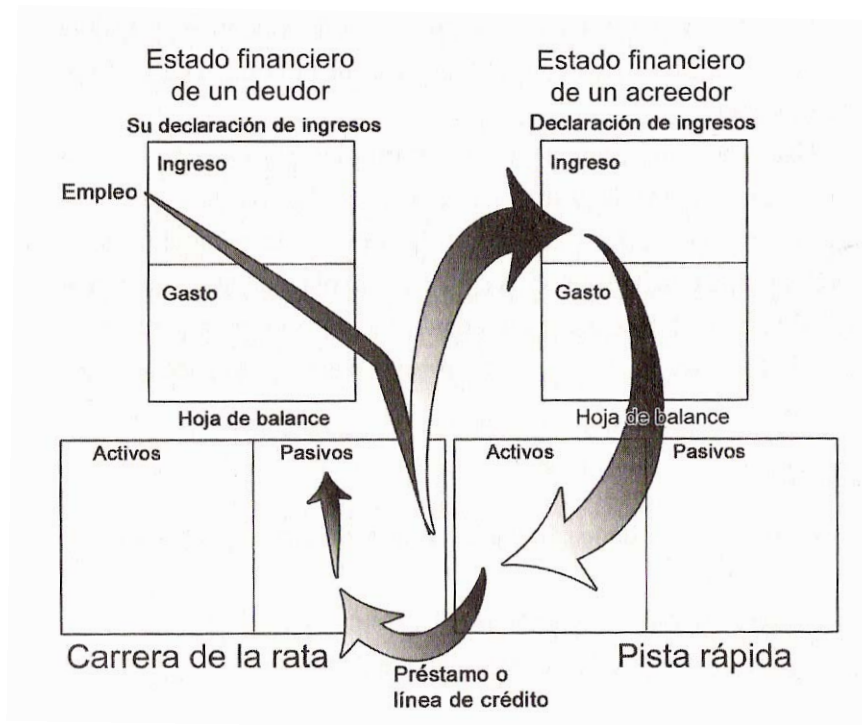 Estado financiero
de un deudor
Su declaración de ingresos
Ingreso
Empleo
Gasto
Hoja de balance
Activos
Pasivos
Carrera de la rata
Estado financiero
de un acreedor
Declaración de ingresos
Ingreso
Gasto
Hoja de balance
Activos
Pasivos
Pista rápida
Préstamo o
línea de crédito